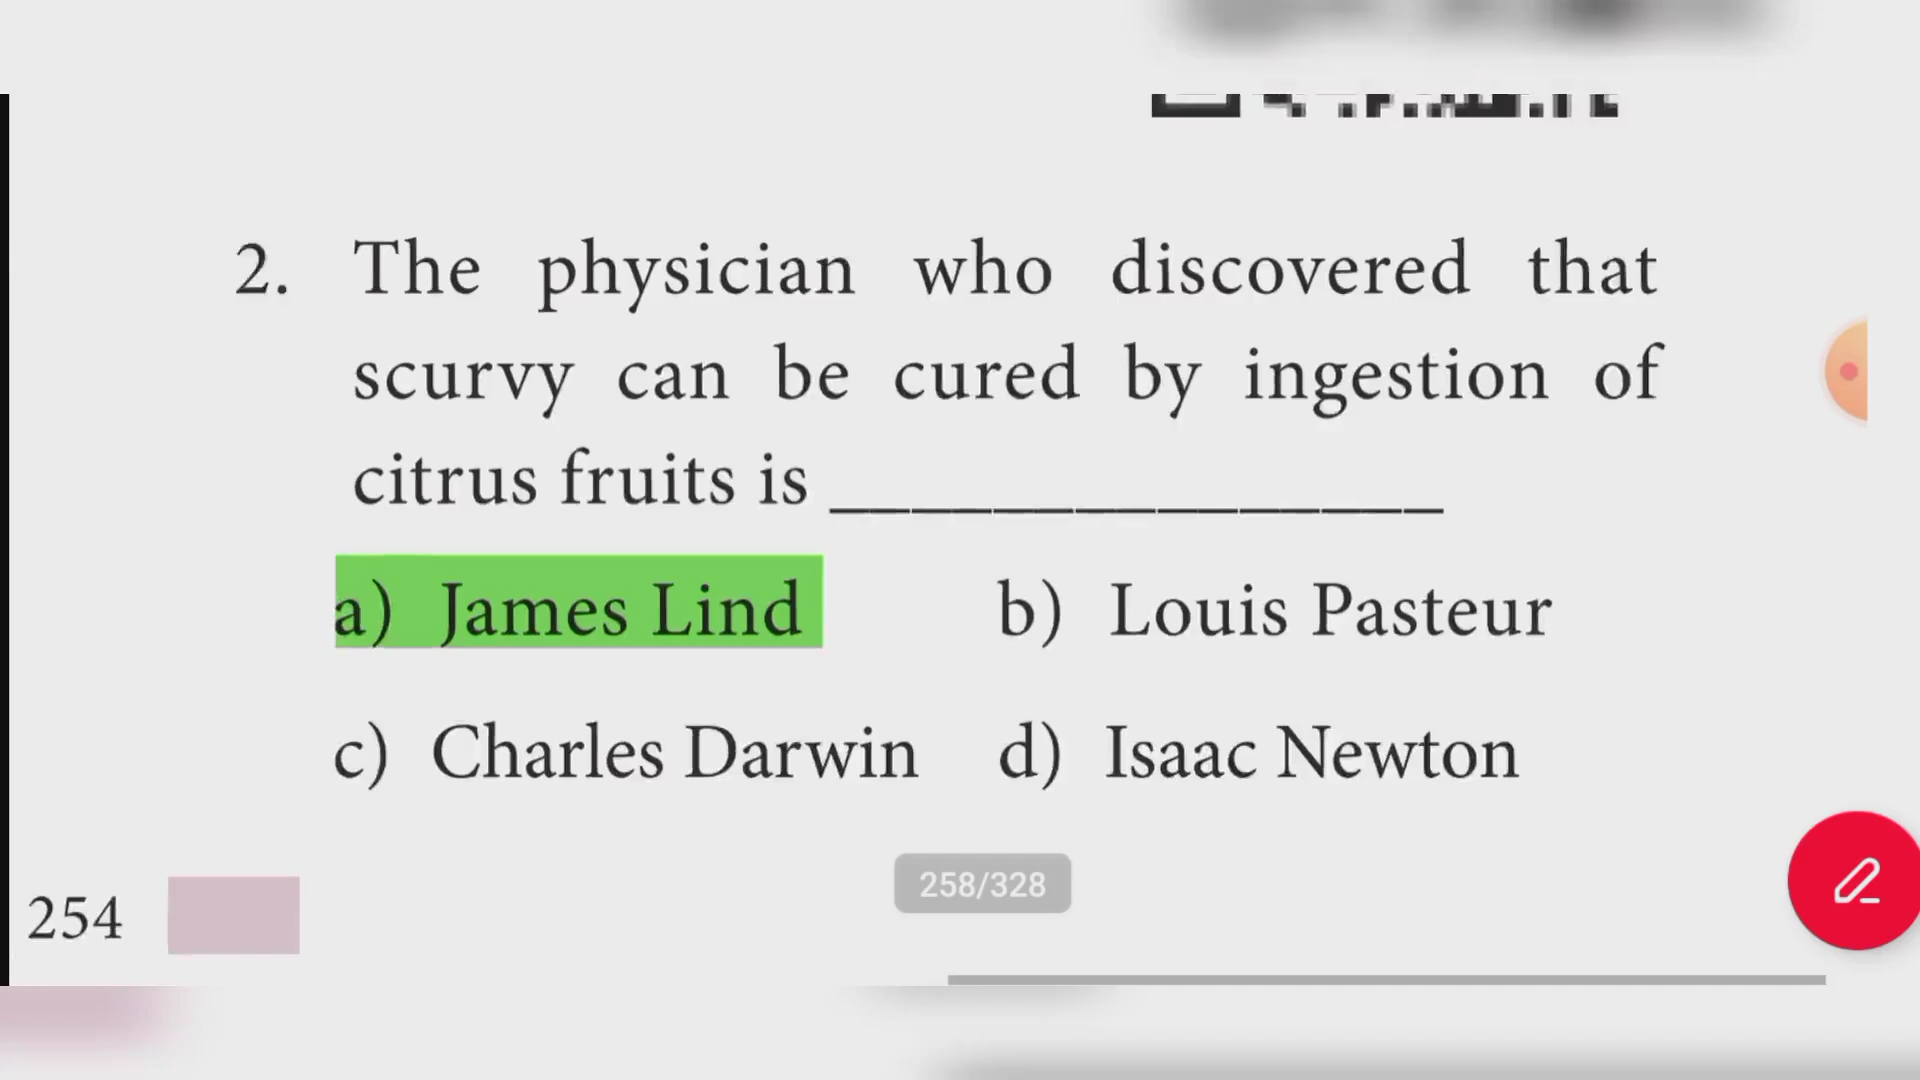 2. The physician who discovered that
scurvy can be cured by ingestion of
citrus fruits is _______________
a) James Lind b) Louis Pasteur
c) Charles Darwin d) Isaac Newton
258/328
254